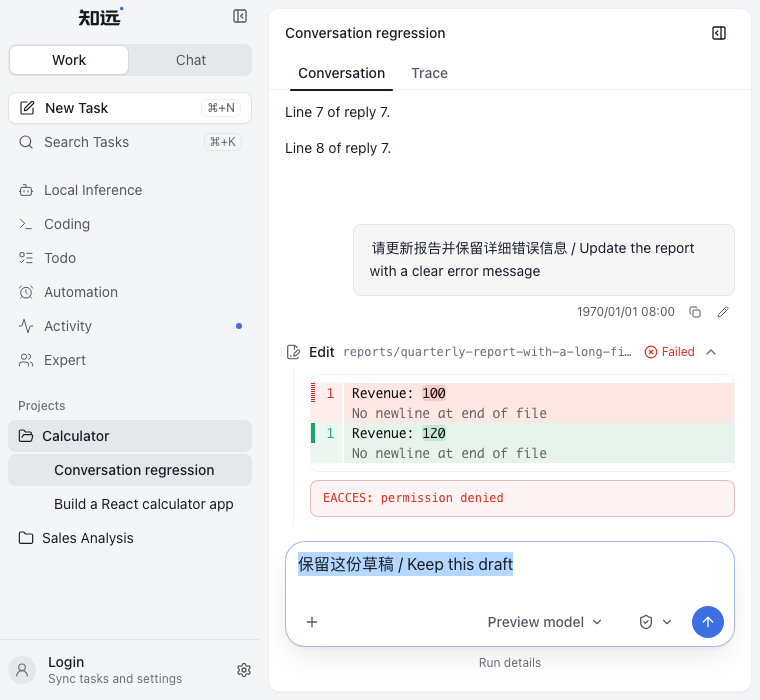 知远
Work
Chat
New Task
⌘+N
Search Tasks
⌘+K
Local Inference
Coding
Todo
Automation
Activity
Expert
Projects
Calculator
Conversation regression
Build a React calculator app
Sales Analysis
Login
Sync tasks and settings
Conversation regression
Conversation
Trace
Line 7 of reply 7.
Line 8 of reply 7.
请更新报告并保留详细错误信息 / Update the report
with a clear error message
1970/01/01 08:00
Edit reports/quarterly-report-with-a-long-fi… Failed
1 Revenue: 100
No newline at end of file
1 Revenue: 120
No newline at end of file
EACCES: permission denied
保留这份草稿 / Keep this draft
Preview model
Run details